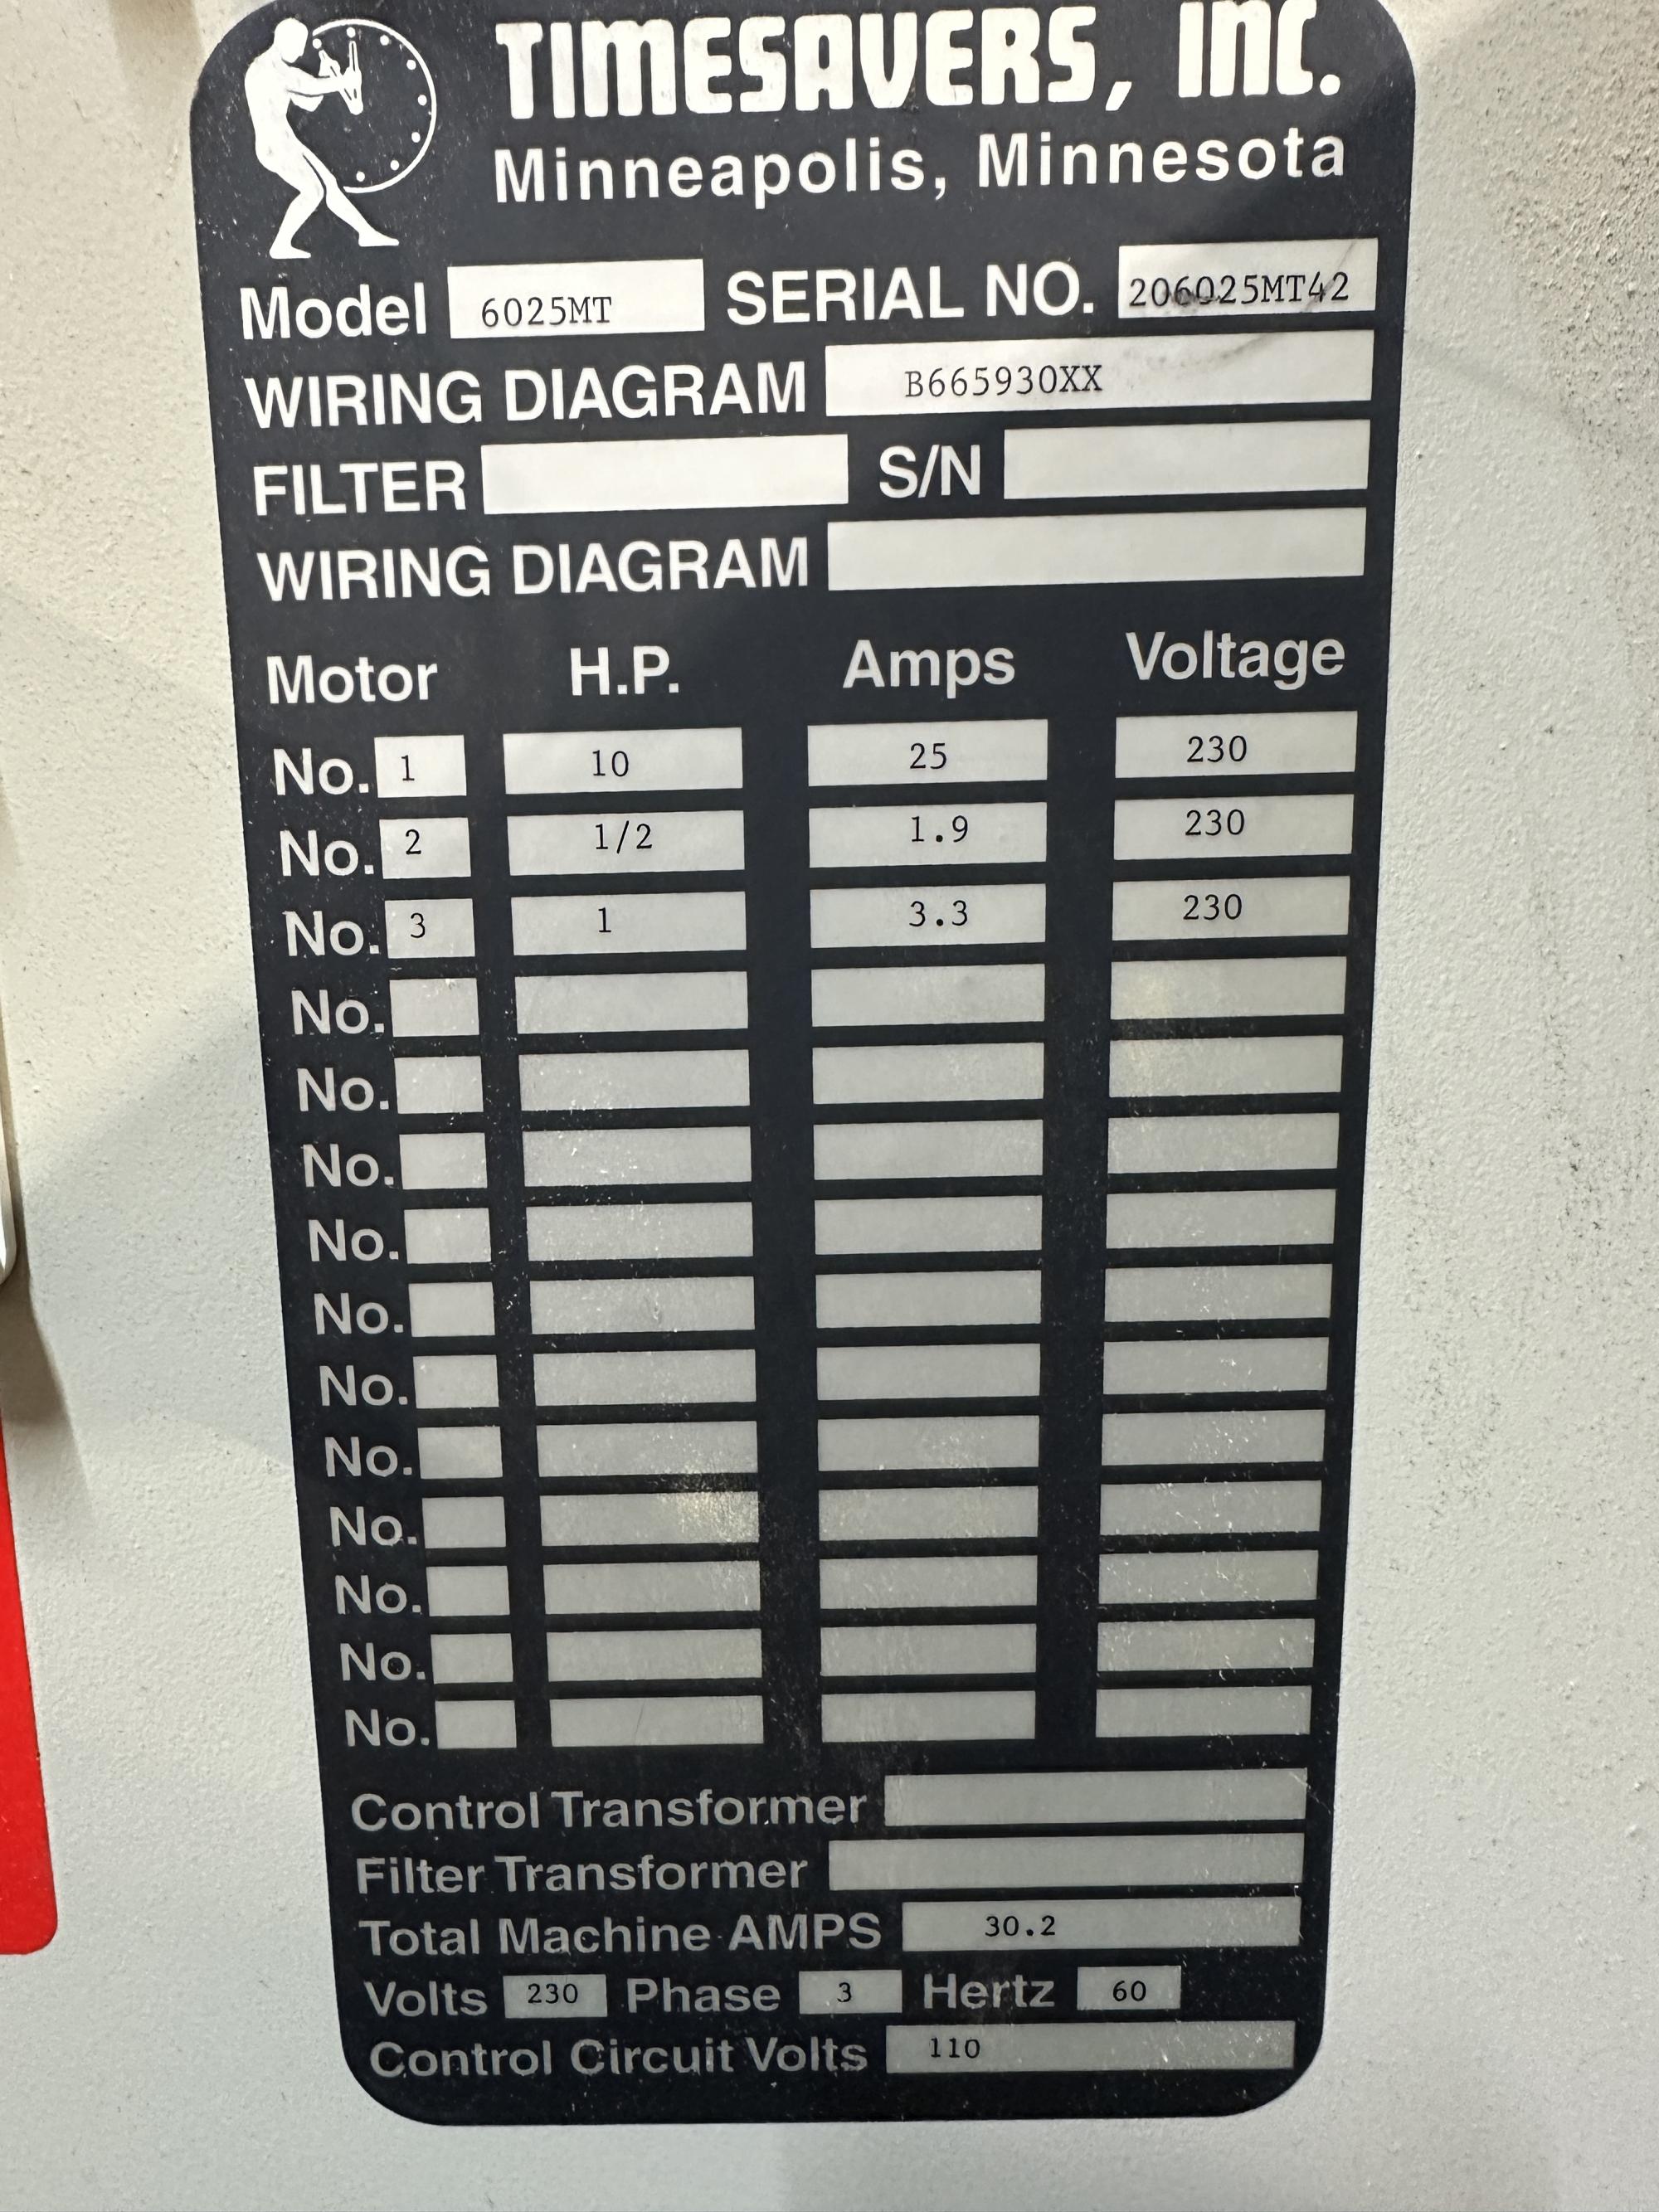 TIMESAVERS, INC.
Minneapolis, Minnesota
Model 6025MT SERIAL NO. 206025MT42
WIRING DIAGRAM B665930XX
FILTER S/N
WIRING DIAGRAM
Motor H.P. Amps Voltage
No. 1 10 25 230
No. 2 1/2 1.9 230
No. 3 1 3.3 230
No.
No.
No.
No.
No.
No.
No.
No.
No.
No.
No.
Control Transformer
Filter Transformer
Total Machine AMPS 30.2
Volts 230 Phase 3 Hertz 60
Control Circuit Volts 110